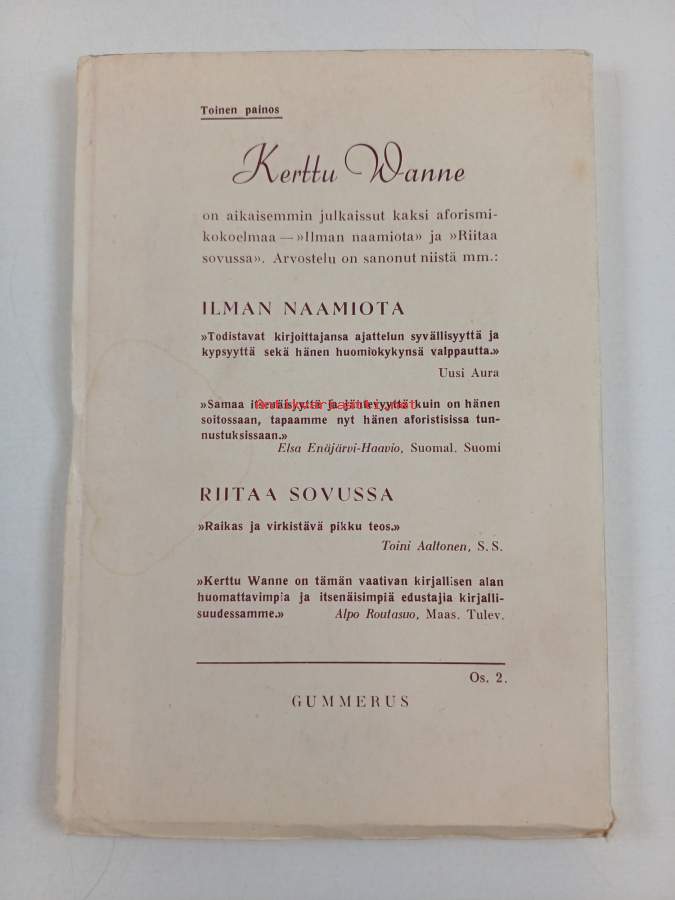 Toinen painos
Kerttu Wanne
on aikaisemmin julkaissut kaksi aforismi-
kokoelmaa — »Ilman naamiota» ja »Riitaa
sovussa». Arvostelu on sanonut niistä mm.:
ILMAN NAAMIOTA
»Todistavat kirjoittajansa ajattelun syvällisyyttä ja
kypsyyttä sekä hänen huomiokykynsä valppautta.»
Uusi Aura
»Samaa itsenäisyyttä ja kuin on hänen
soitossaan, tapaamme nyt hänen aforistisissa tun-
nustuksissaan.»
Elsa Enäjärvi-Haavio, Suomal. Suomi
RIITAA SOVUSSA
»Raikas ja virkistävä pikku teos.»
Toini Aaltonen, S. S.
»Kerttu Wanne on tämän vaativan kirjallisen alan
huomattavimpia ja itsenäisimpiä edustajia kirjalli-
suudessamme.» Alpo Routasuo, Maas. Tulev.
Os. 2.
GUMMERUS